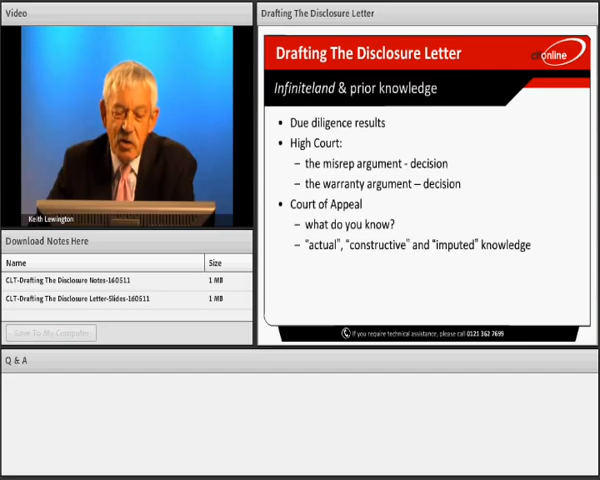 Video
Drafting The Disclosure Letter
Keith Lewington
Download Notes Here
Name Size
CLT-Drafting The Disclosure Notes-160511 1 MB
CLT-Drafting The Disclosure Letter-Slides-160511 1 MB
Save To My Computer
Drafting The Disclosure Letter
online
Infiniteland & prior knowledge
• Due diligence results
• High Court:
– the misrep argument - decision
– the warranty argument – decision
• Court of Appeal
– what do you know?
– “actual”, “constructive” and “imputed” knowledge
If you require technical assistance, please call 0121 362 7699
Q & A